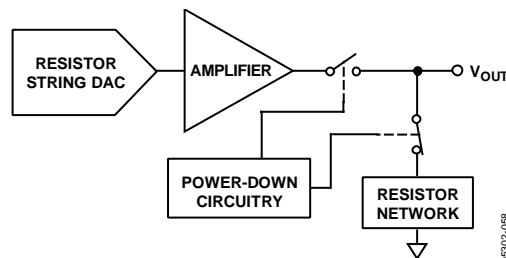 RESISTOR
STRING DAC
AMPLIFIER
VOUT
POWER-DOWN
CIRCUITRY
RESISTOR
NETWORK